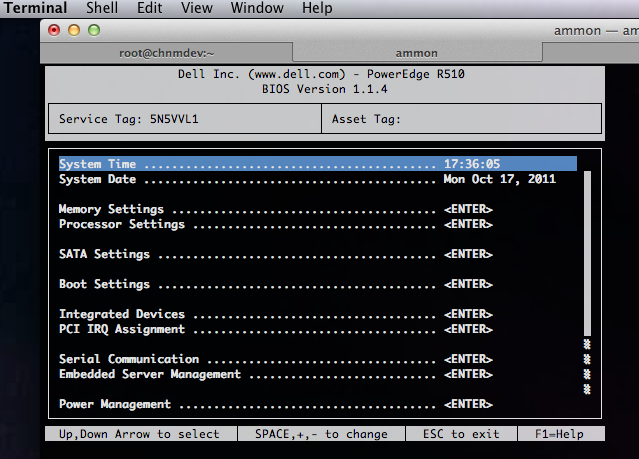 Terminal Shell Edit View Window Help
ammon — am
root@chnmdev:~ ammon
Dell Inc. (www.dell.com) - PowerEdge R510
BIOS Version 1.1.4
Service Tag: 5N5VVL1 Asset Tag:
System Time ......................................... 17:36:05
System Date ......................................... Mon Oct 17, 2011
Memory Settings ..................................... <ENTER>
Processor Settings .................................. <ENTER>
SATA Settings ....................................... <ENTER>
Boot Settings ....................................... <ENTER>
Integrated Devices .................................. <ENTER>
PCI IRQ Assignment .................................. <ENTER>
Serial Communication ................................ <ENTER>
Embedded Server Management .......................... <ENTER>
Power Management .................................... <ENTER>
Up,Down Arrow to select SPACE,+,- to change ESC to exit F1=Help